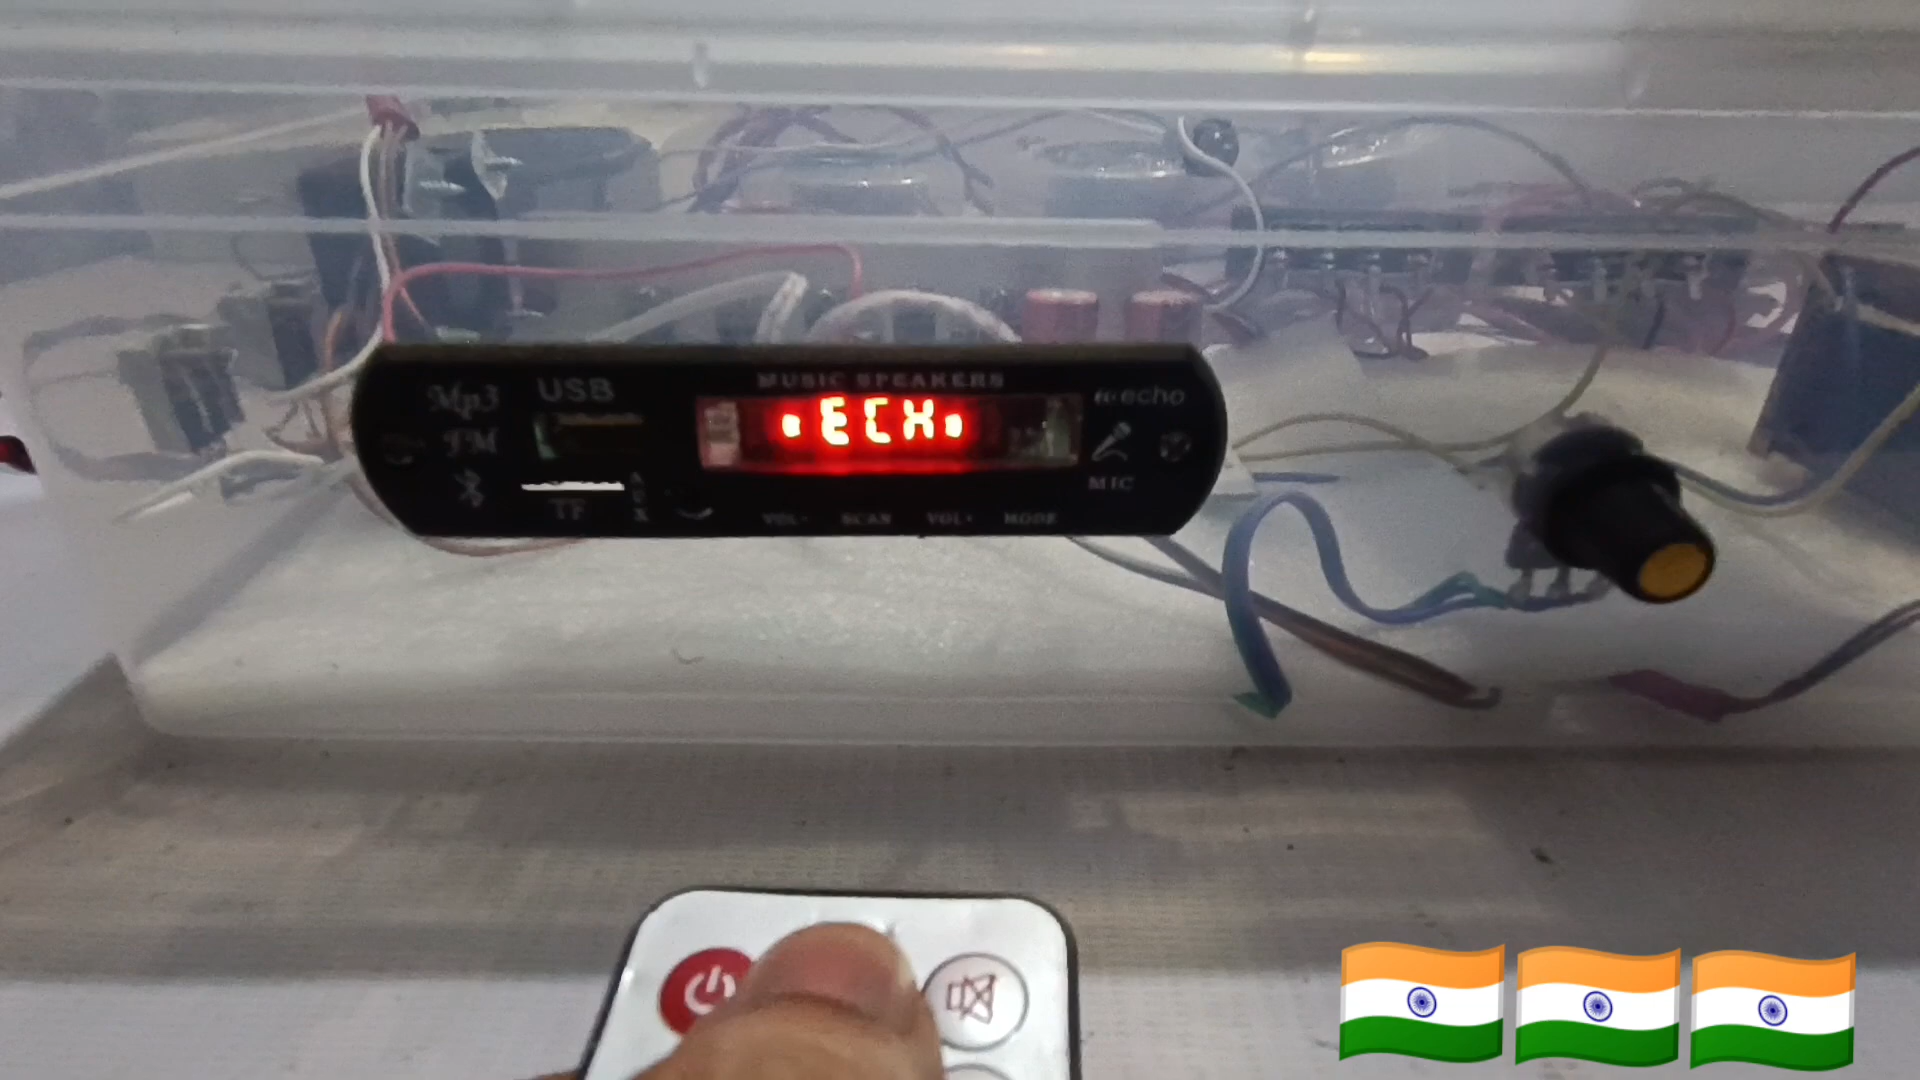 MUSIC SPEAKERS
Mp3
USB
echo
ECH
FM
MIC
TF
AUX
VOL-
SCAN
VOL+
MODE